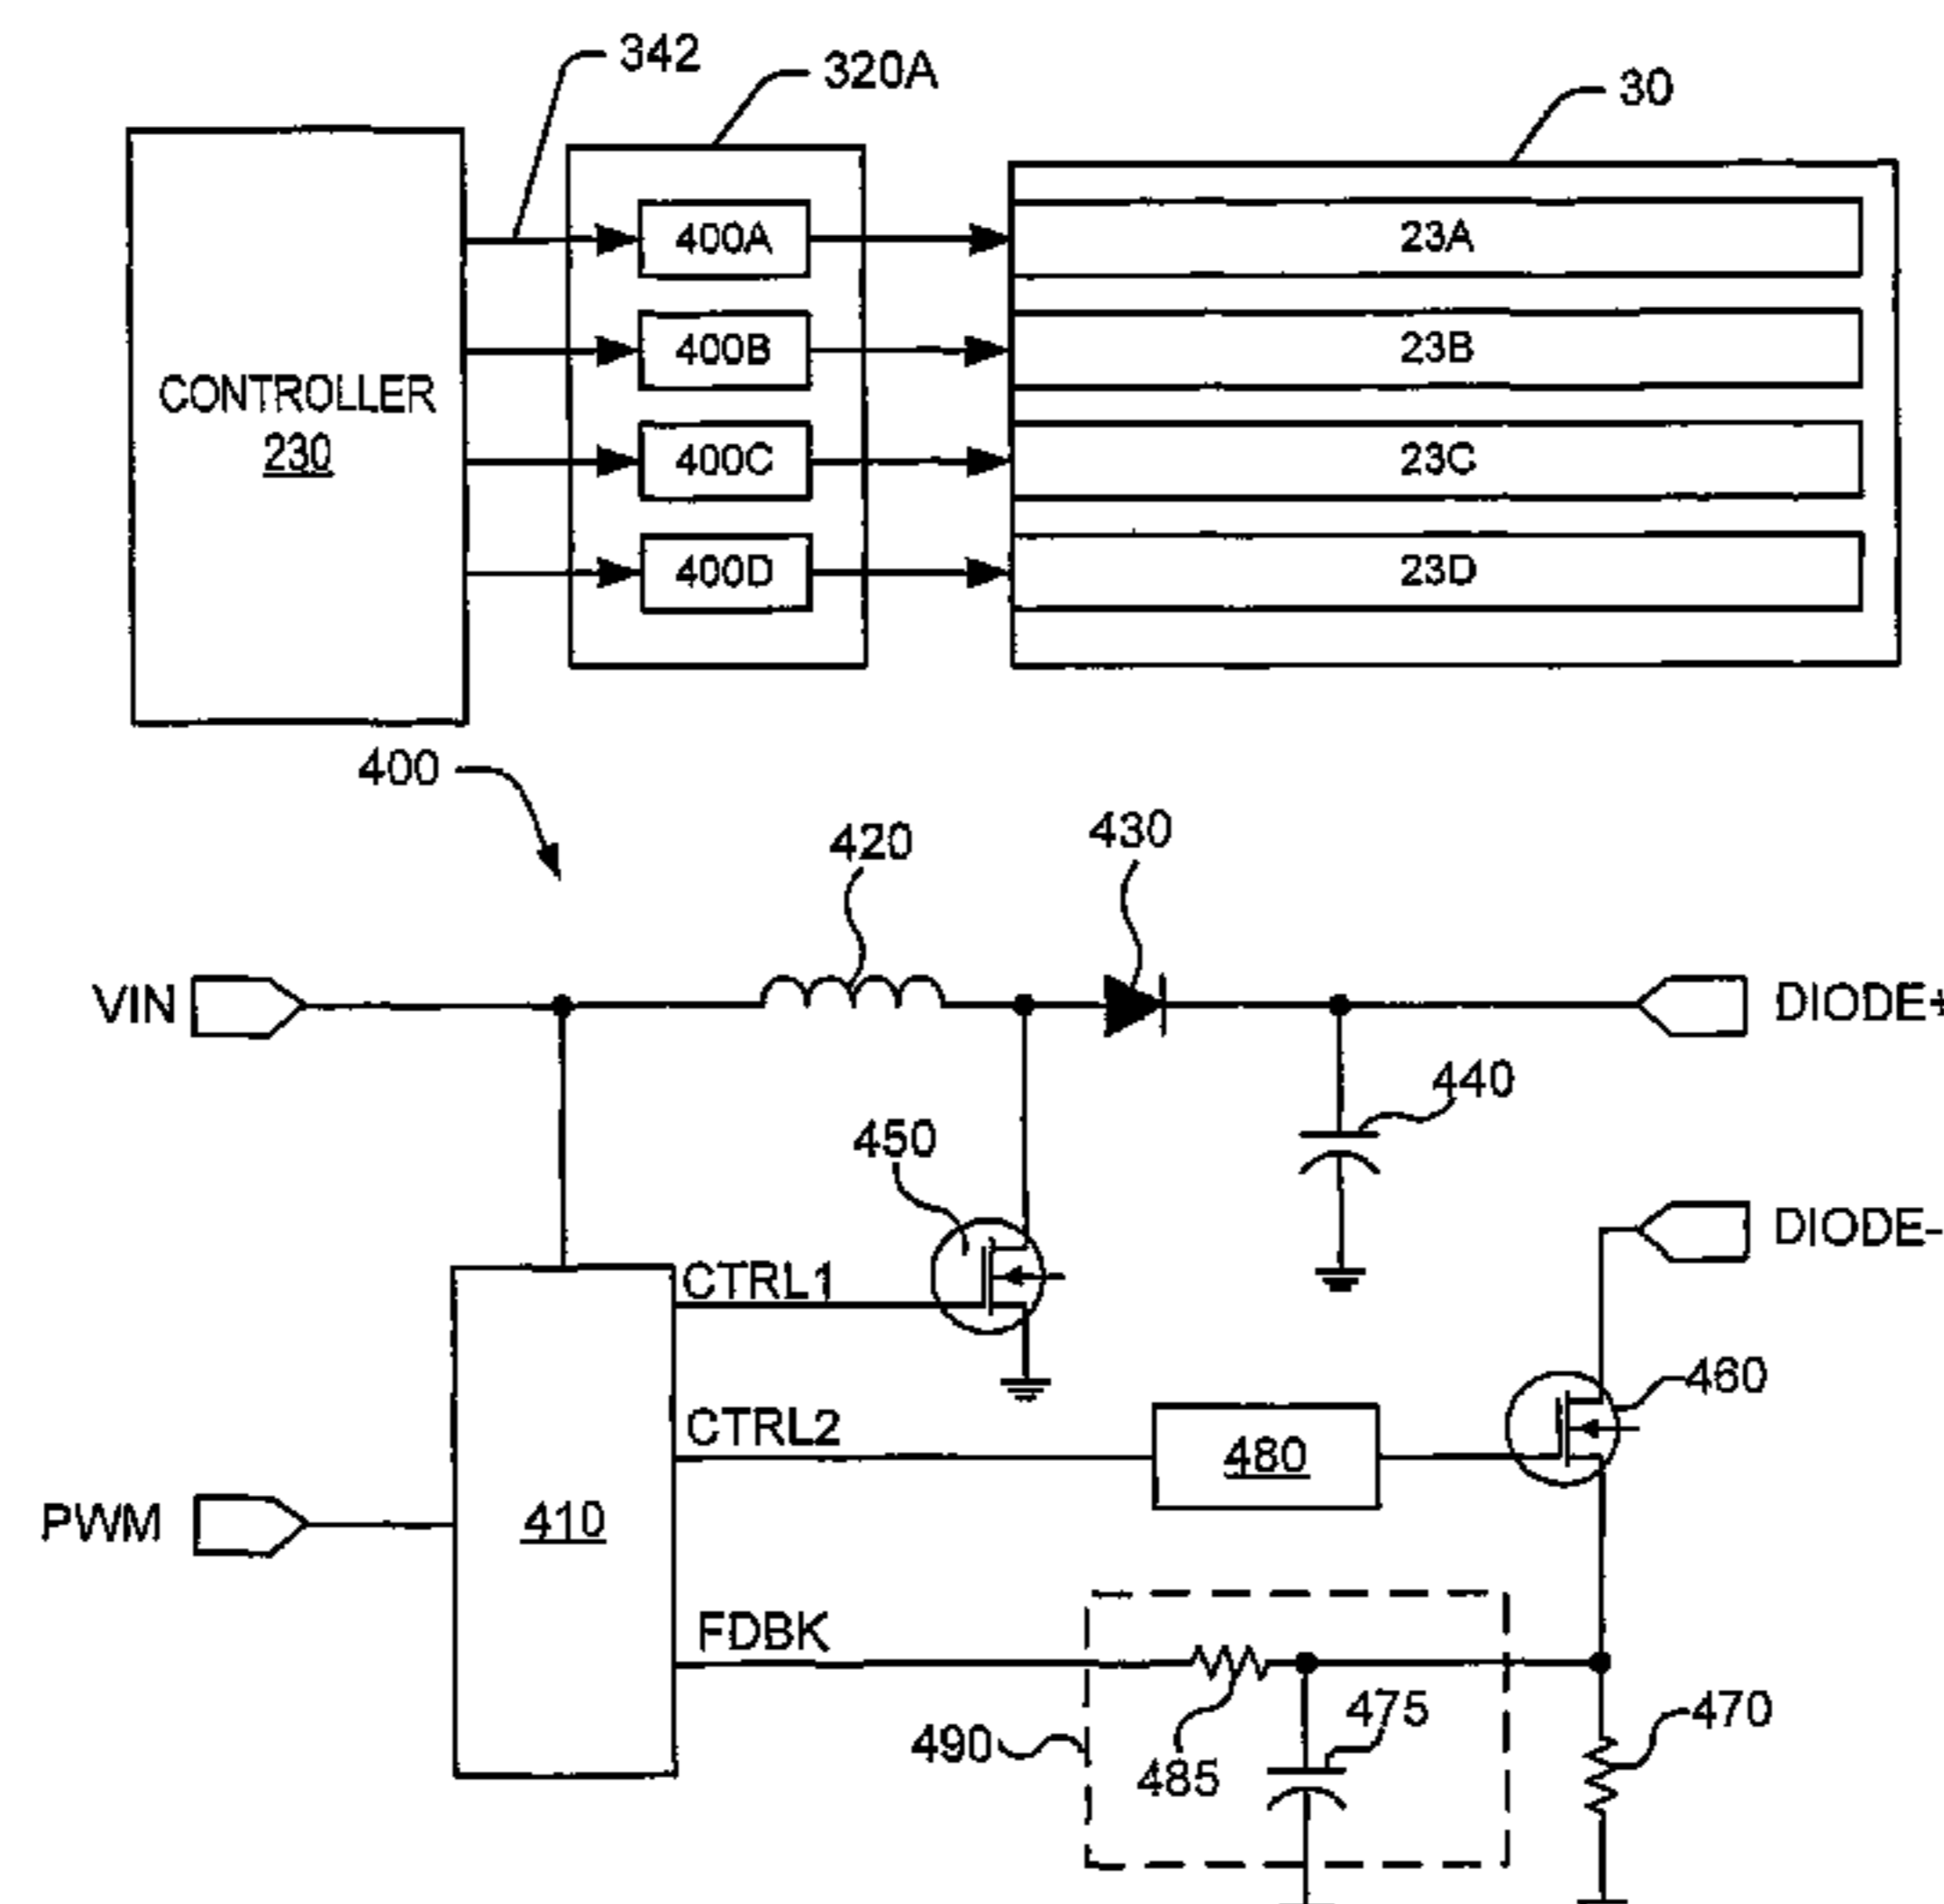 342
320A
30
CONTROLLER
230
400A
400B
400C
400D
23A
23B
23C
23D
400
420
430
VIN
DIODE+
440
450
DIODE-
CTRL1
460
CTRL2
480
PWM
410
FDBK
490
485
475
470